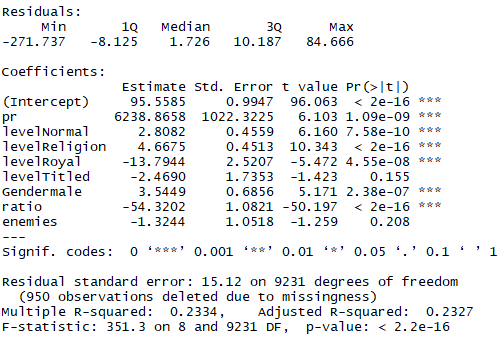 Residuals:
     Min       1Q   Median       3Q      Max
-271.737   -8.125    1.726   10.187   84.666
Coefficients:
               Estimate Std. Error t value Pr(>|t|)
(Intercept)     95.5585     0.9947  96.063  < 2e-16 ***
pr            6238.8658  1022.3225   6.103 1.09e-09 ***
levelNormal      2.8082     0.4559   6.160 7.58e-10 ***
levelReligion    4.6675     0.4513  10.343  < 2e-16 ***
levelRoyal     -13.7944     2.5207  -5.472 4.55e-08 ***
levelTitled     -2.4690     1.7353  -1.423    0.155
Gendermale       3.5449     0.6856   5.171 2.38e-07 ***
ratio          -54.3202     1.0821 -50.197  < 2e-16 ***
enemies         -1.3244     1.0518  -1.259    0.208
---
Signif. codes:  0 ‘***’ 0.001 ‘**’ 0.01 ‘*’ 0.05 ‘.’ 0.1 ‘ ’ 1
Residual standard error: 15.12 on 9231 degrees of freedom
  (950 observations deleted due to missingness)
Multiple R-squared:  0.2334,    Adjusted R-squared:  0.2327
F-statistic: 351.3 on 8 and 9231 DF,  p-value: < 2.2e-16